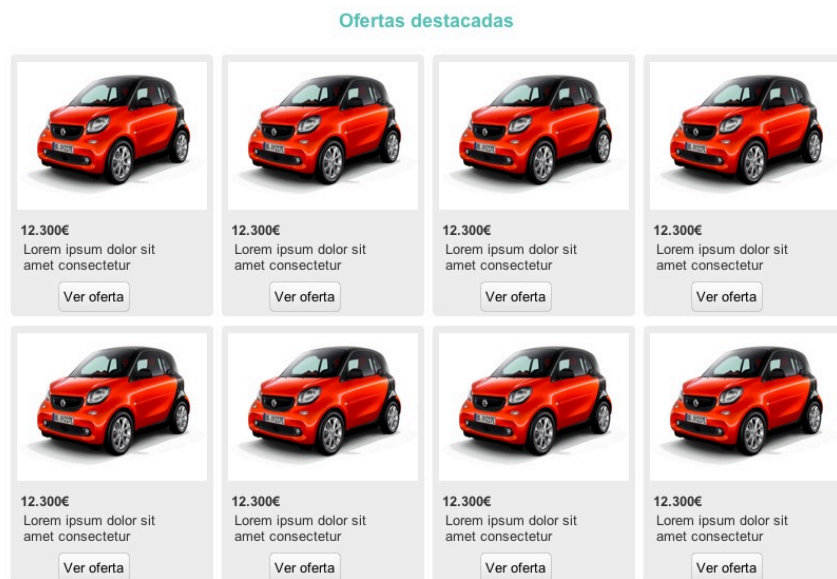 Ofertas destacadas
12.300€
Lorem ipsum dolor sit
amet consectetur
Ver oferta
12.300€
Lorem ipsum dolor sit
amet consectetur
Ver oferta
12.300€
Lorem ipsum dolor sit
amet consectetur
Ver oferta
12.300€
Lorem ipsum dolor sit
amet consectetur
Ver oferta
12.300€
Lorem ipsum dolor sit
amet consectetur
Ver oferta
12.300€
Lorem ipsum dolor sit
amet consectetur
Ver oferta
12.300€
Lorem ipsum dolor sit
amet consectetur
Ver oferta
12.300€
Lorem ipsum dolor sit
amet consectetur
Ver oferta